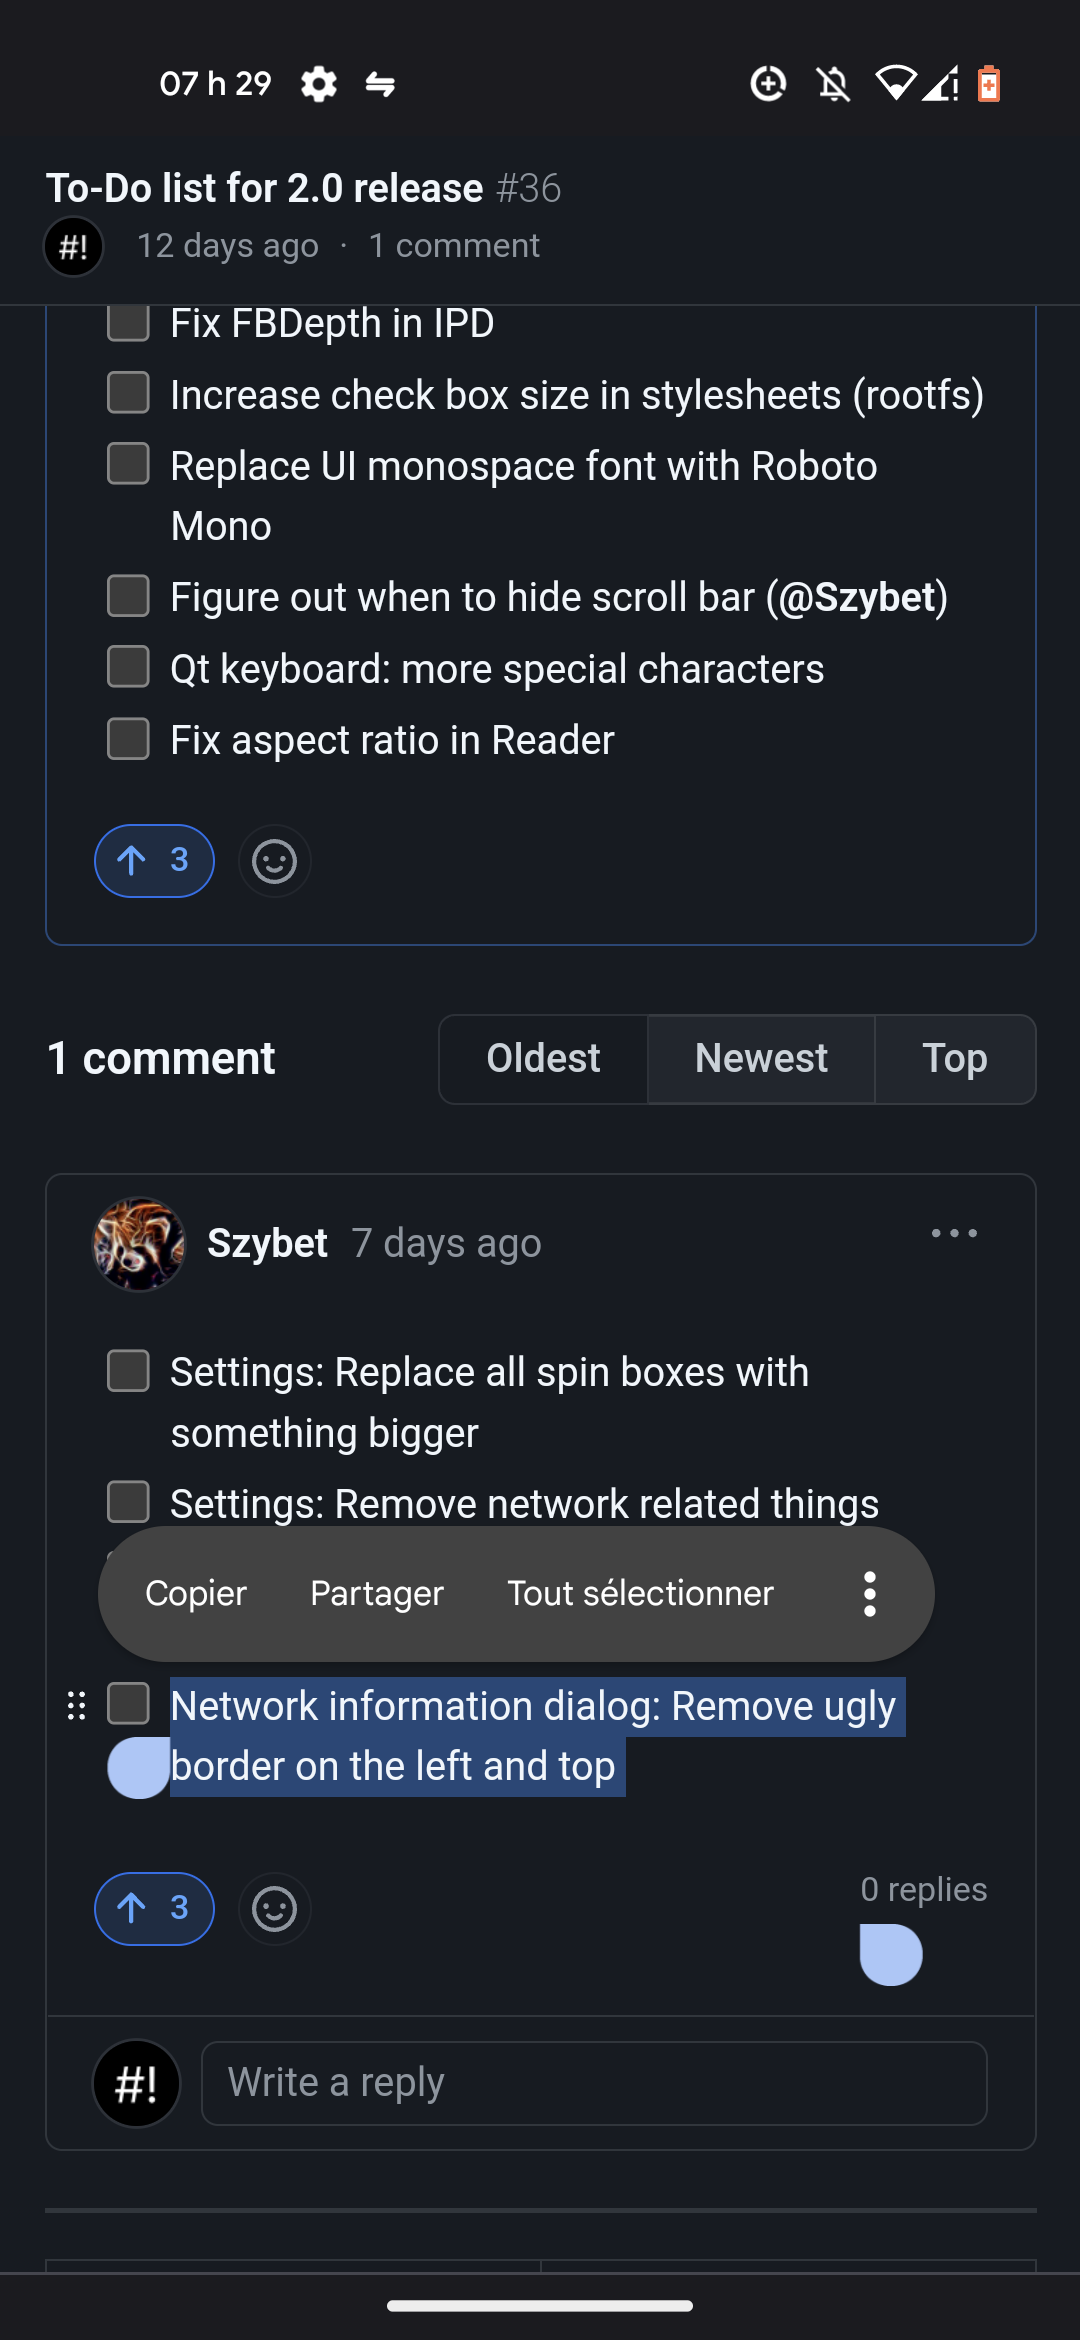 07 h 29
To-Do list for 2.0 release #36
#! 12 days ago · 1 comment
Fix FBDepth in IPD
Increase check box size in stylesheets (rootfs)
Replace UI monospace font with Roboto
Mono
Figure out when to hide scroll bar (@Szybet)
Qt keyboard: more special characters
Fix aspect ratio in Reader
3
1 comment
Oldest Newest Top
Szybet 7 days ago
Settings: Replace all spin boxes with
something bigger
Settings: Remove network related things
Copier Partager Tout sélectionner
Network information dialog: Remove ugly
border on the left and top
3
0 replies
#! Write a reply